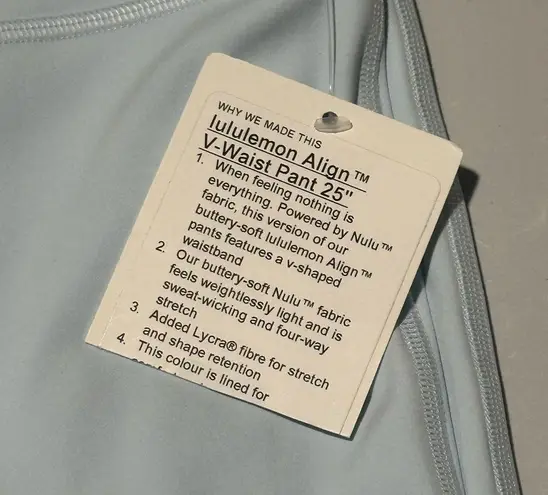 WHY WE MADE THIS
lululemon Align™
V-Waist Pant 25"
1. When feeling nothing is
everything. Powered by Nulu™
fabric, this version of our
buttery-soft lululemon Align™
pants features a v-shaped
waistband
2. Our buttery-soft Nulu™ fabric
feels weightlessly light and is
sweat-wicking and four-way
stretch
3. Added Lycra® fibre for stretch
and shape retention
4. This colour is lined for